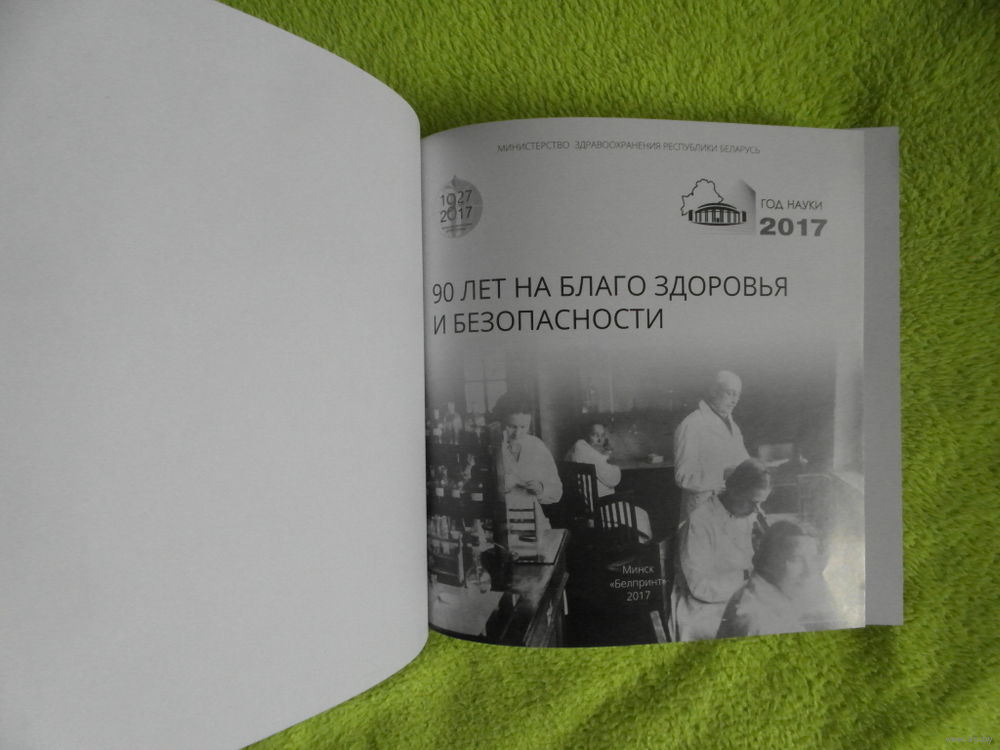 МИНИСТЕРСТВО ЗДРАВООХРАНЕНИЯ РЕСПУБЛИКИ БЕЛАРУСЬ
1927
2017
ГОД НАУКИ
2017
90 ЛЕТ НА БЛАГО ЗДОРОВЬЯ
И БЕЗОПАСНОСТИ
Минск
«Белпринт»
2017